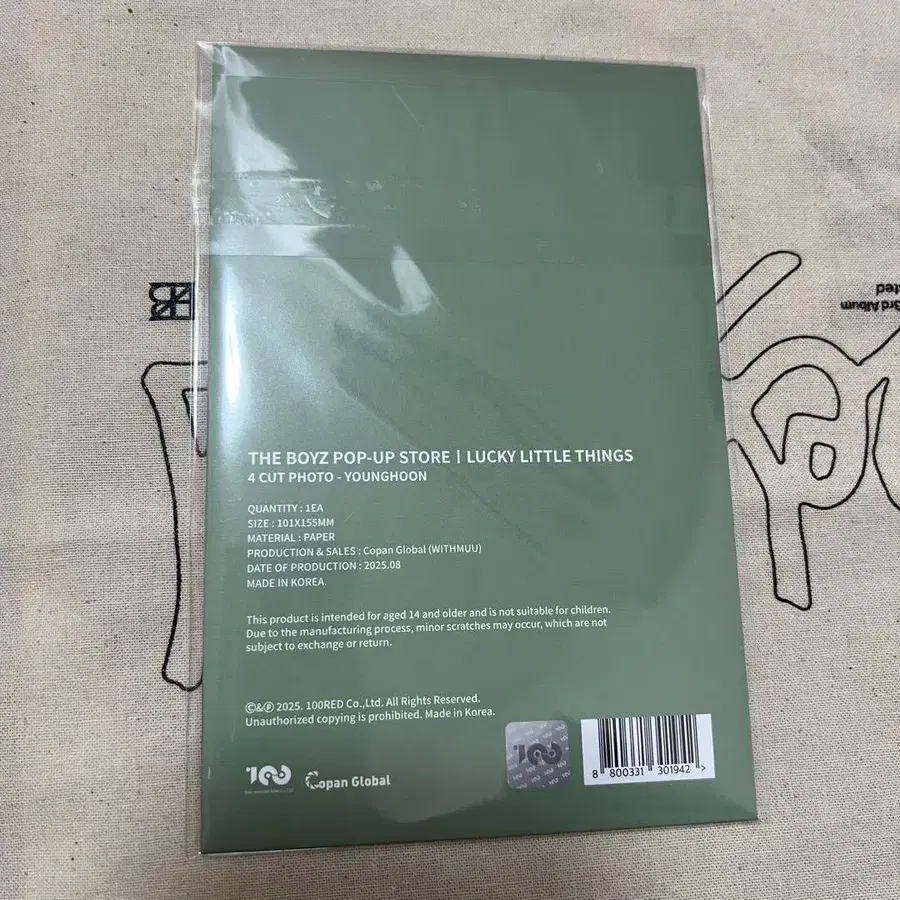 THE BOYZ POP-UP STORE | LUCKY LITTLE THINGS
4 CUT PHOTO - YOUNGHOON
QUANTITY : 1EA
SIZE : 101X155MM
MATERIAL : PAPER
PRODUCTION & SALES : Copan Global (WITHMUU)
DATE OF PRODUCTION : 2025.08
MADE IN KOREA.
This product is intended for aged 14 and older and is not suitable for children.
Due to the manufacturing process, minor scratches may occur, which are not
subject to exchange or return.
©&℗ 2025. 100RED Co.,Ltd. All Rights Reserved.
Unauthorized copying is prohibited. Made in Korea.
Copan Global
8 800331 301942 >
3rd Album